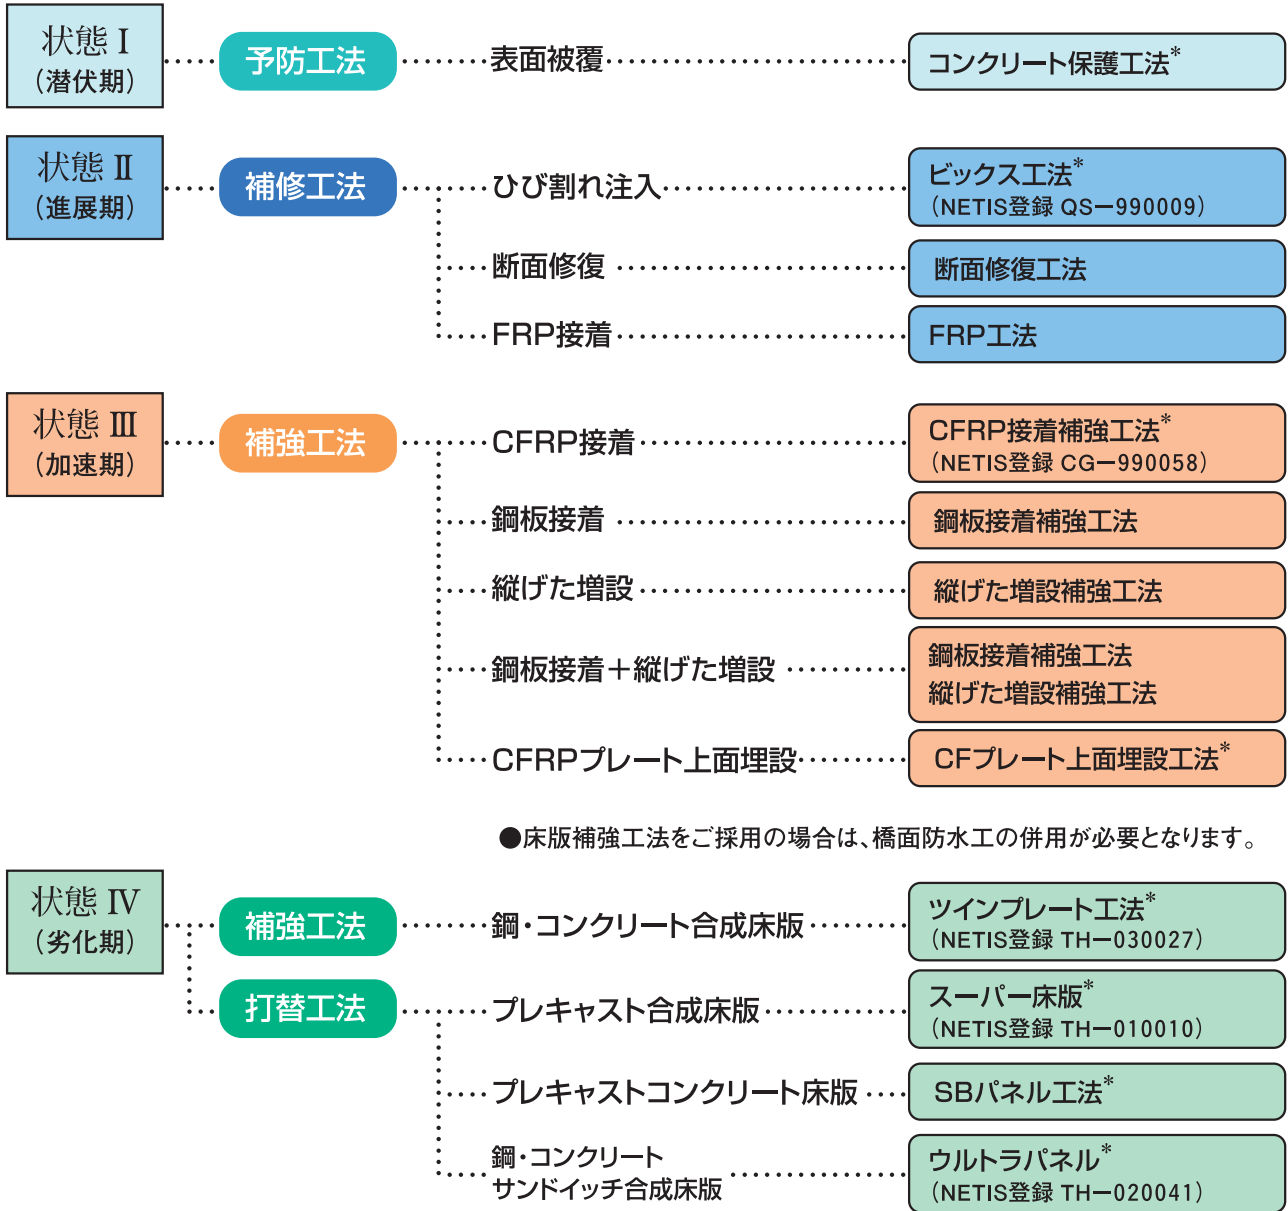 状態 Ⅰ
（潜伏期）
予防工法
表面被覆
コンクリート保護工法*
状態 Ⅱ
（進展期）
補修工法
ひび割れ注入
ビックス工法*
（NETIS登録 QS－990009）
断面修復
断面修復工法
FRP接着
FRP工法
状態 Ⅲ
（加速期）
補強工法
CFRP接着
CFRP接着補強工法*
（NETIS登録 CG－990058）
鋼板接着
鋼板接着補強工法
縦げた増設
縦げた増設補強工法
鋼板接着＋縦げた増設
鋼板接着補強工法
縦げた増設補強工法
CFRPプレート上面埋設
CFプレート上面埋設工法*
●床版補強工法をご採用の場合は、橋面防水工の併用が必要となります。
状態 Ⅳ
（劣化期）
補強工法
鋼・コンクリート合成床版
ツインプレート工法*
（NETIS登録 TH－030027）
打替工法
プレキャスト合成床版
スーパー床版*
（NETIS登録 TH－010010）
プレキャストコンクリート床版
SBパネル工法*
鋼・コンクリート
サンドイッチ合成床版
ウルトラパネル*
（NETIS登録 TH－020041）